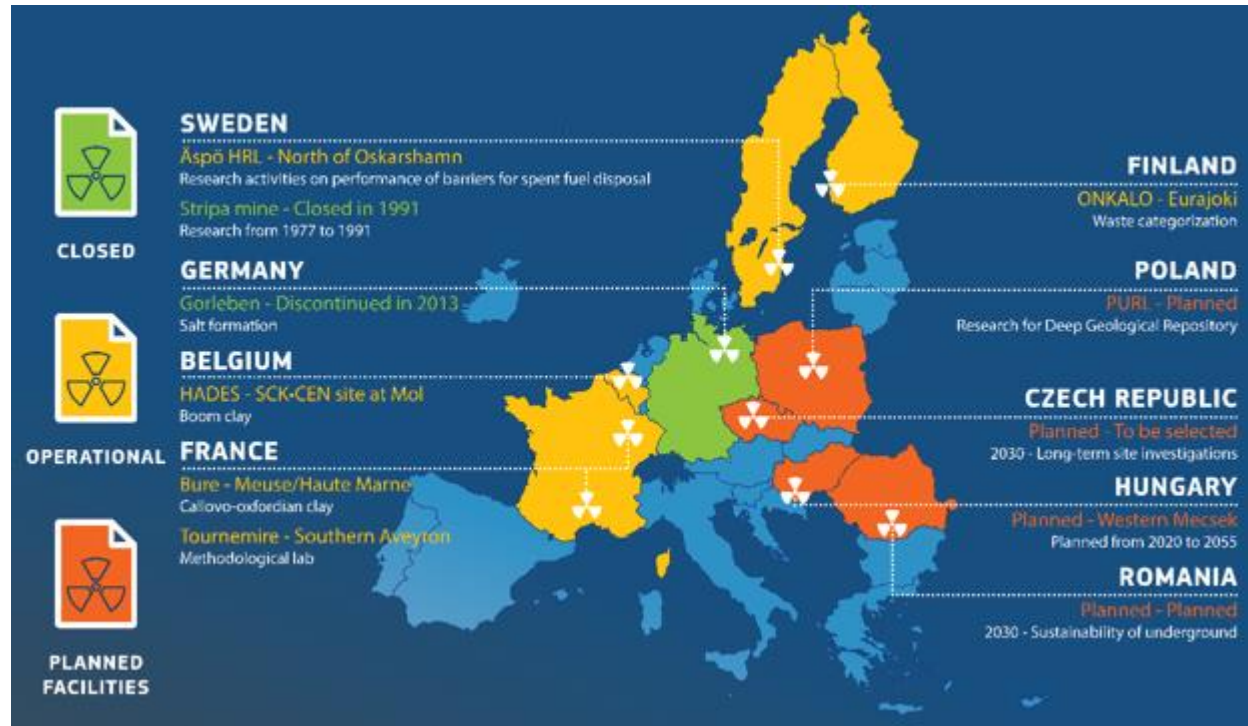 CLOSED
OPERATIONAL
PLANNED
FACILITIES
SWEDEN
Äspö HRL - North of Oskarshamn
Research activities on performance of barriers for spent fuel disposal
Stripa mine - Closed in 1991
Research from 1977 to 1991
GERMANY
Gorleben - Discontinued in 2013
Salt formation
BELGIUM
HADES - SCK•CEN site at Mol
Boom clay
FRANCE
Bure - Meuse/Haute Marne
Callovo-oxfordian clay
Tournemire - Southern Aveyron
Methodological lab
FINLAND
ONKALO - Eurajoki
Waste categorization
POLAND
PURL - Planned
Research for Deep Geological Repository
CZECH REPUBLIC
Planned - To be selected
2030 - Long-term site investigations
HUNGARY
Planned - Western Mecsek
Planned from 2020 to 2055
ROMANIA
Planned - Planned
2030 - Sustainability of underground